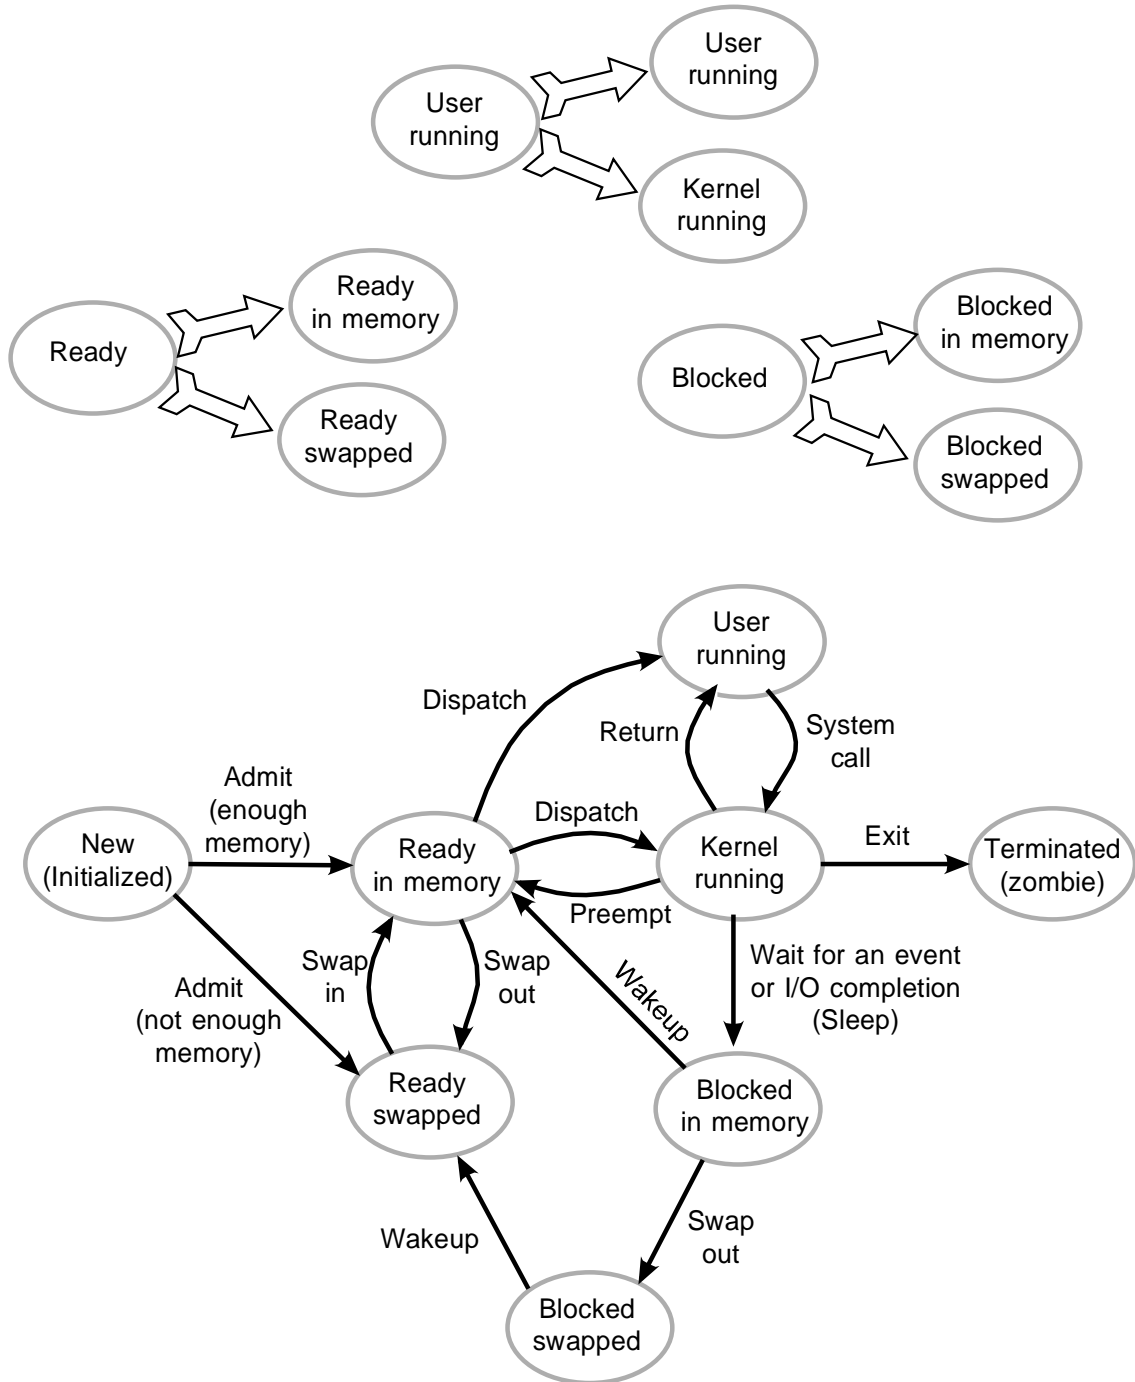 User
running
User
running
Kernel
running
Ready
in memory
Ready
Ready
swapped
Blocked
in memory
Blocked
Blocked
swapped
User
running
Dispatch
Return
System
call
Admit
(enough
memory)
Dispatch
New
(Initialized)
Ready
in memory
Kernel
running
Exit
Terminated
(zombie)
Preempt
Swap
in
Swap
out
Wakeup
Wait for an event
or I/O completion
(Sleep)
Admit
(not enough
memory)
Ready
swapped
Blocked
in memory
Wakeup
Swap
out
Blocked
swapped